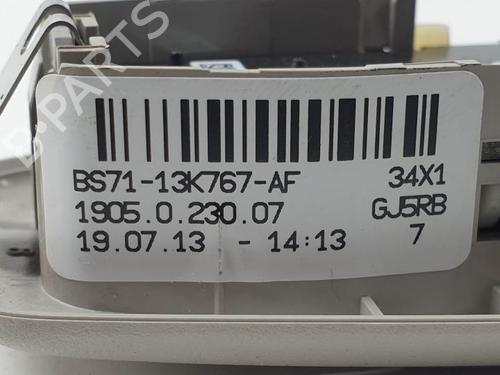 BS71-13K767-AF 34X1
1905.0.230.07 GJ5RB
19.07.13 - 14:13 7
B-PARTS